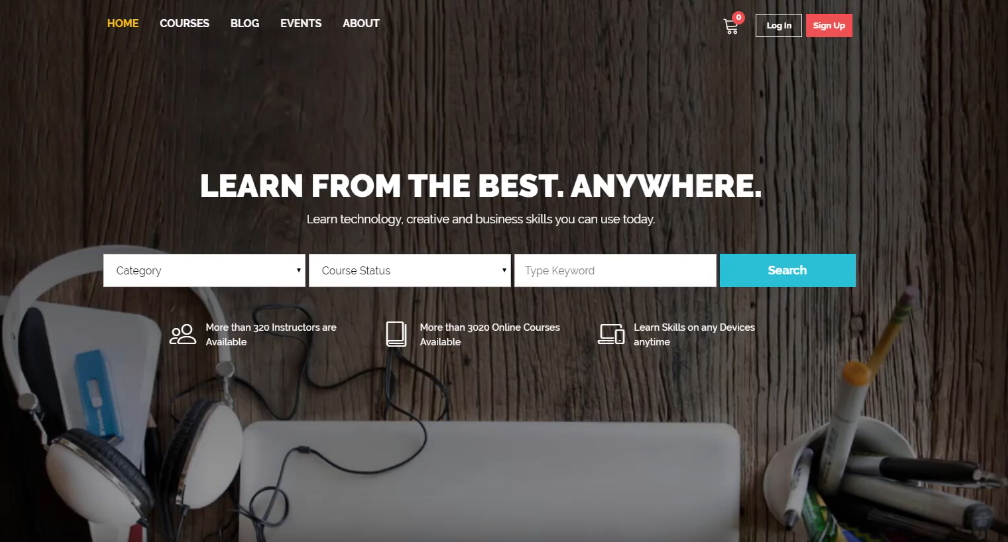 HOME COURSES BLOG EVENTS ABOUT 0 Log In Sign Up
LEARN FROM THE BEST. ANYWHERE.
Learn technology, creative and business skills you can use today.
Category Course Status Type Keyword Search
More than 320 Instructors are
Available
More than 3020 Online Courses
Available
Learn Skills on any Devices
anytime